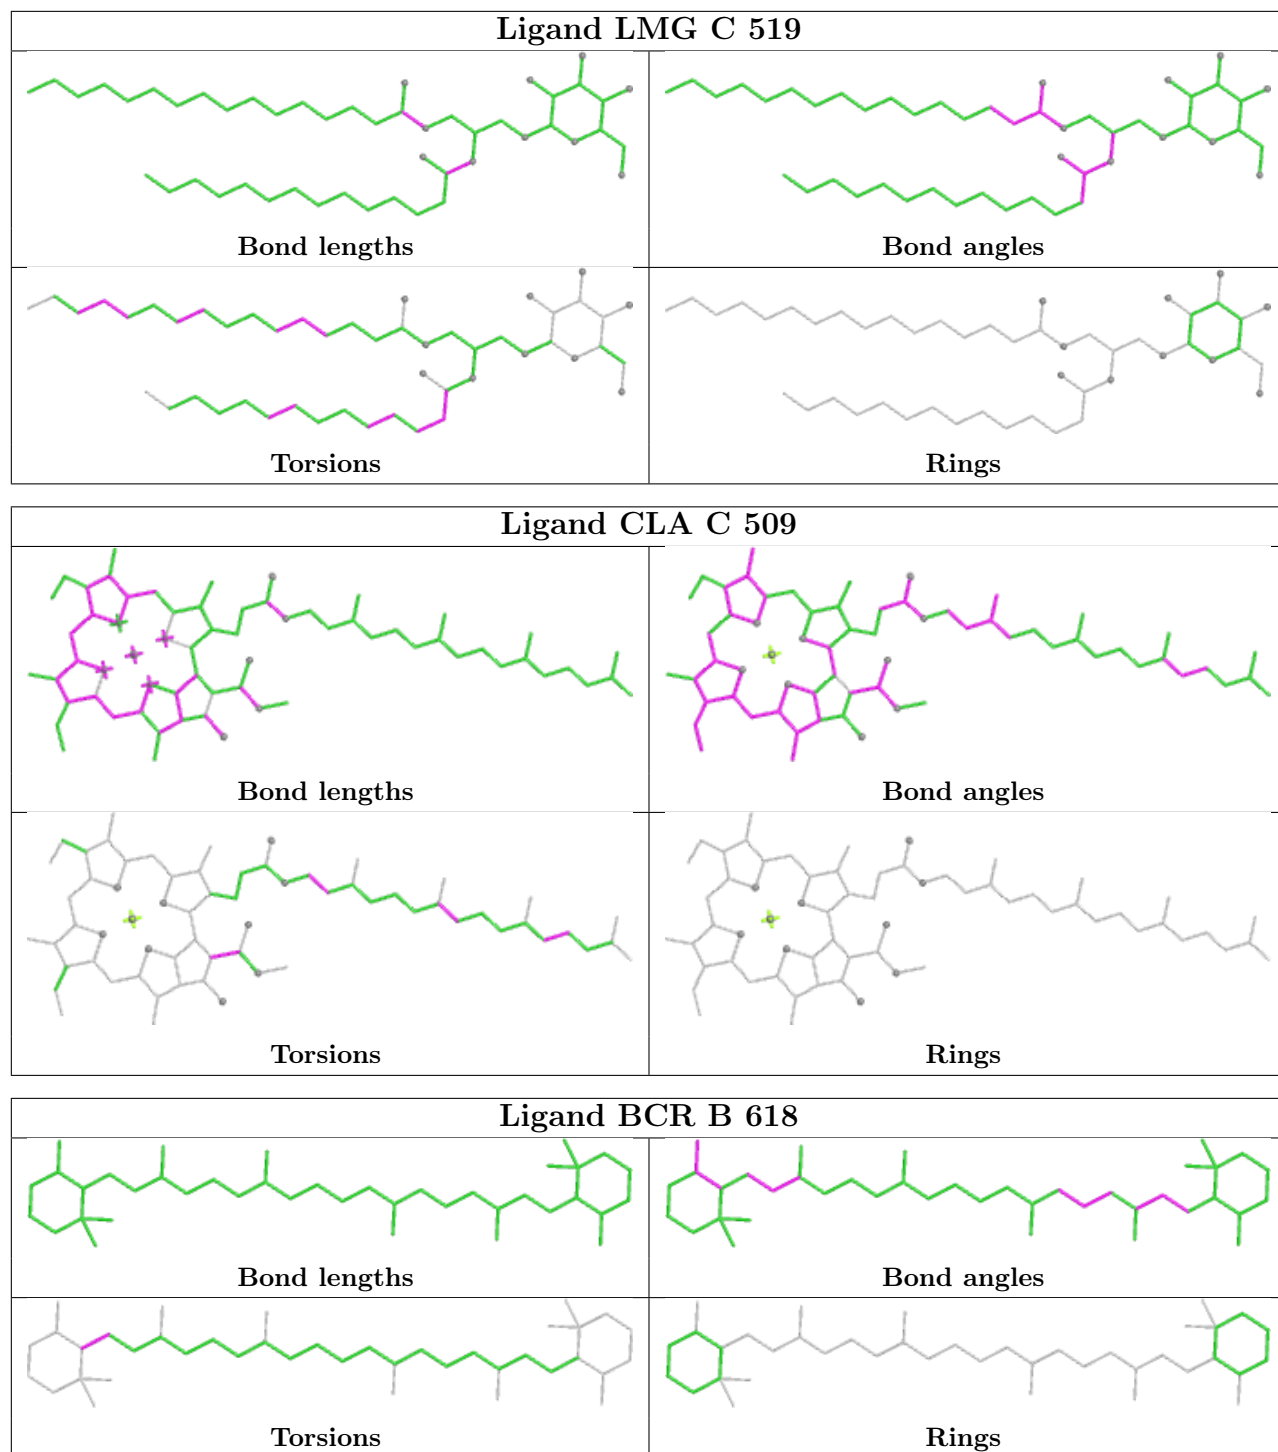 Ligand LMG C 519
Bond lengths
Bond angles
Torsions
Rings
Ligand CLA C 509
Bond lengths
Bond angles
Torsions
Rings
Ligand BCR B 618
Bond lengths
Bond angles
Torsions
Rings